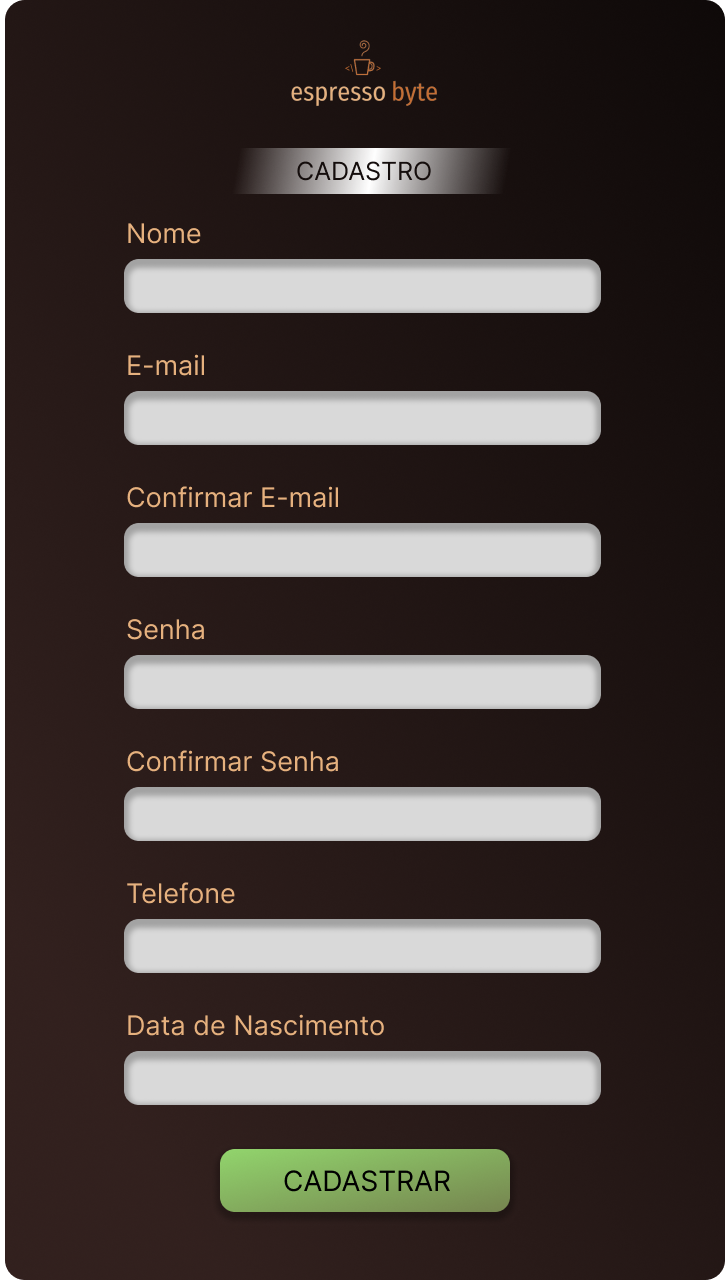 espresso byte
CADASTRO
Nome
E-mail
Confirmar E-mail
Senha
Confirmar Senha
Telefone
Data de Nascimento
CADASTRAR